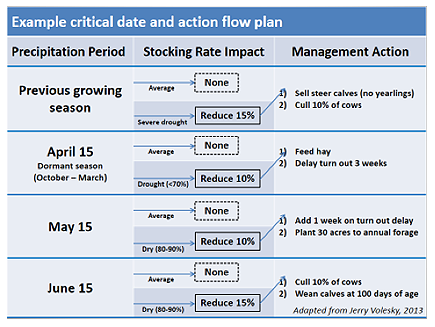 Example critical date and action flow plan
Precipitation Period
Stocking Rate Impact
Management Action
Previous growing
season
Average
None
Severe drought
Reduce 15%
1) Sell steer calves (no yearlings)
2) Cull 10% of cows
April 15
Dormant season
(October – March)
Average
None
Drought (<70%)
Reduce 10%
1) Feed hay
2) Delay turn out 3 weeks
May 15
Average
None
Dry (80-90%)
Reduce 10%
1) Add 1 week on turn out delay
2) Plant 30 acres to annual forage
June 15
Average
None
Dry (80-90%)
Reduce 15%
1) Cull 10% of cows
2) Wean calves at 100 days of age
Adapted from Jerry Volesky, 2013